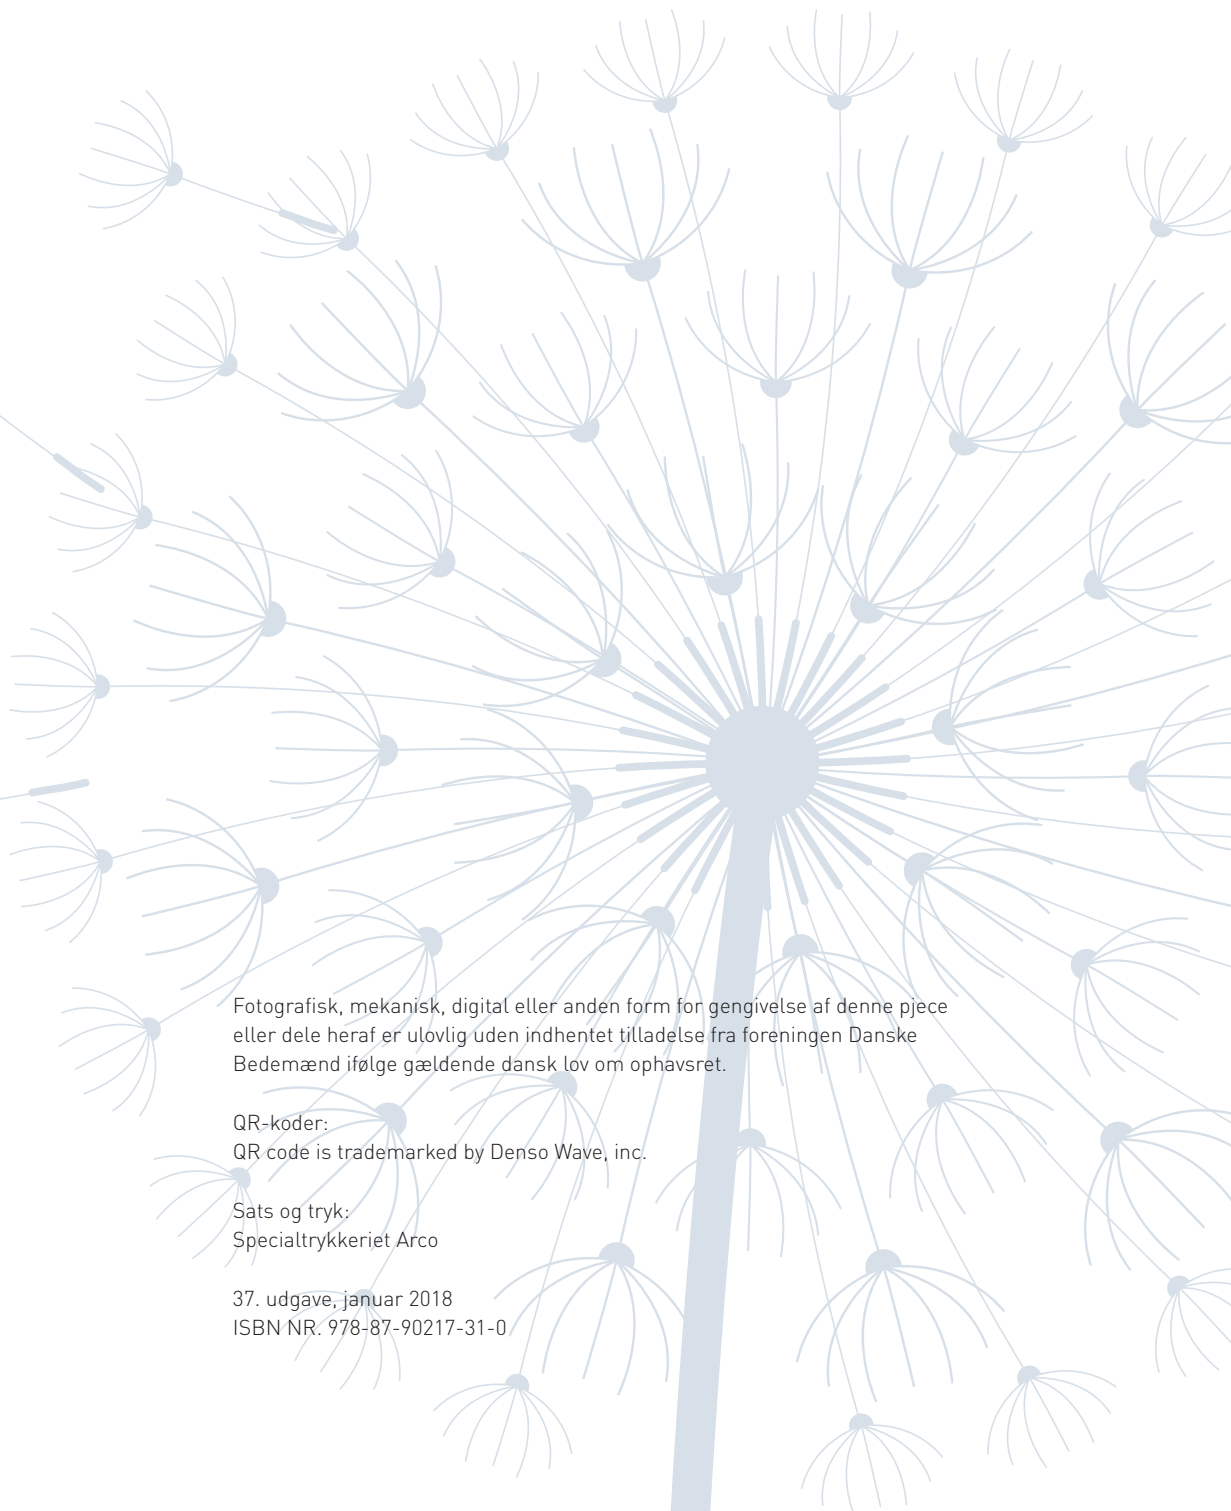 Fotografisk, mekanisk, digital eller anden form for gengivelse af denne pjece
eller dele heraf er ulovlig uden indhentet tilladelse fra foreningen Danske
Bedemænd ifølge gældende dansk lov om ophavsret.
QR-koder:
QR code is trademarked by Denso Wave, inc.
Sats og tryk:
Specialtrykkeriet Arco
37. udgave, januar 2018
ISBN NR. 978-87-90217-31-0